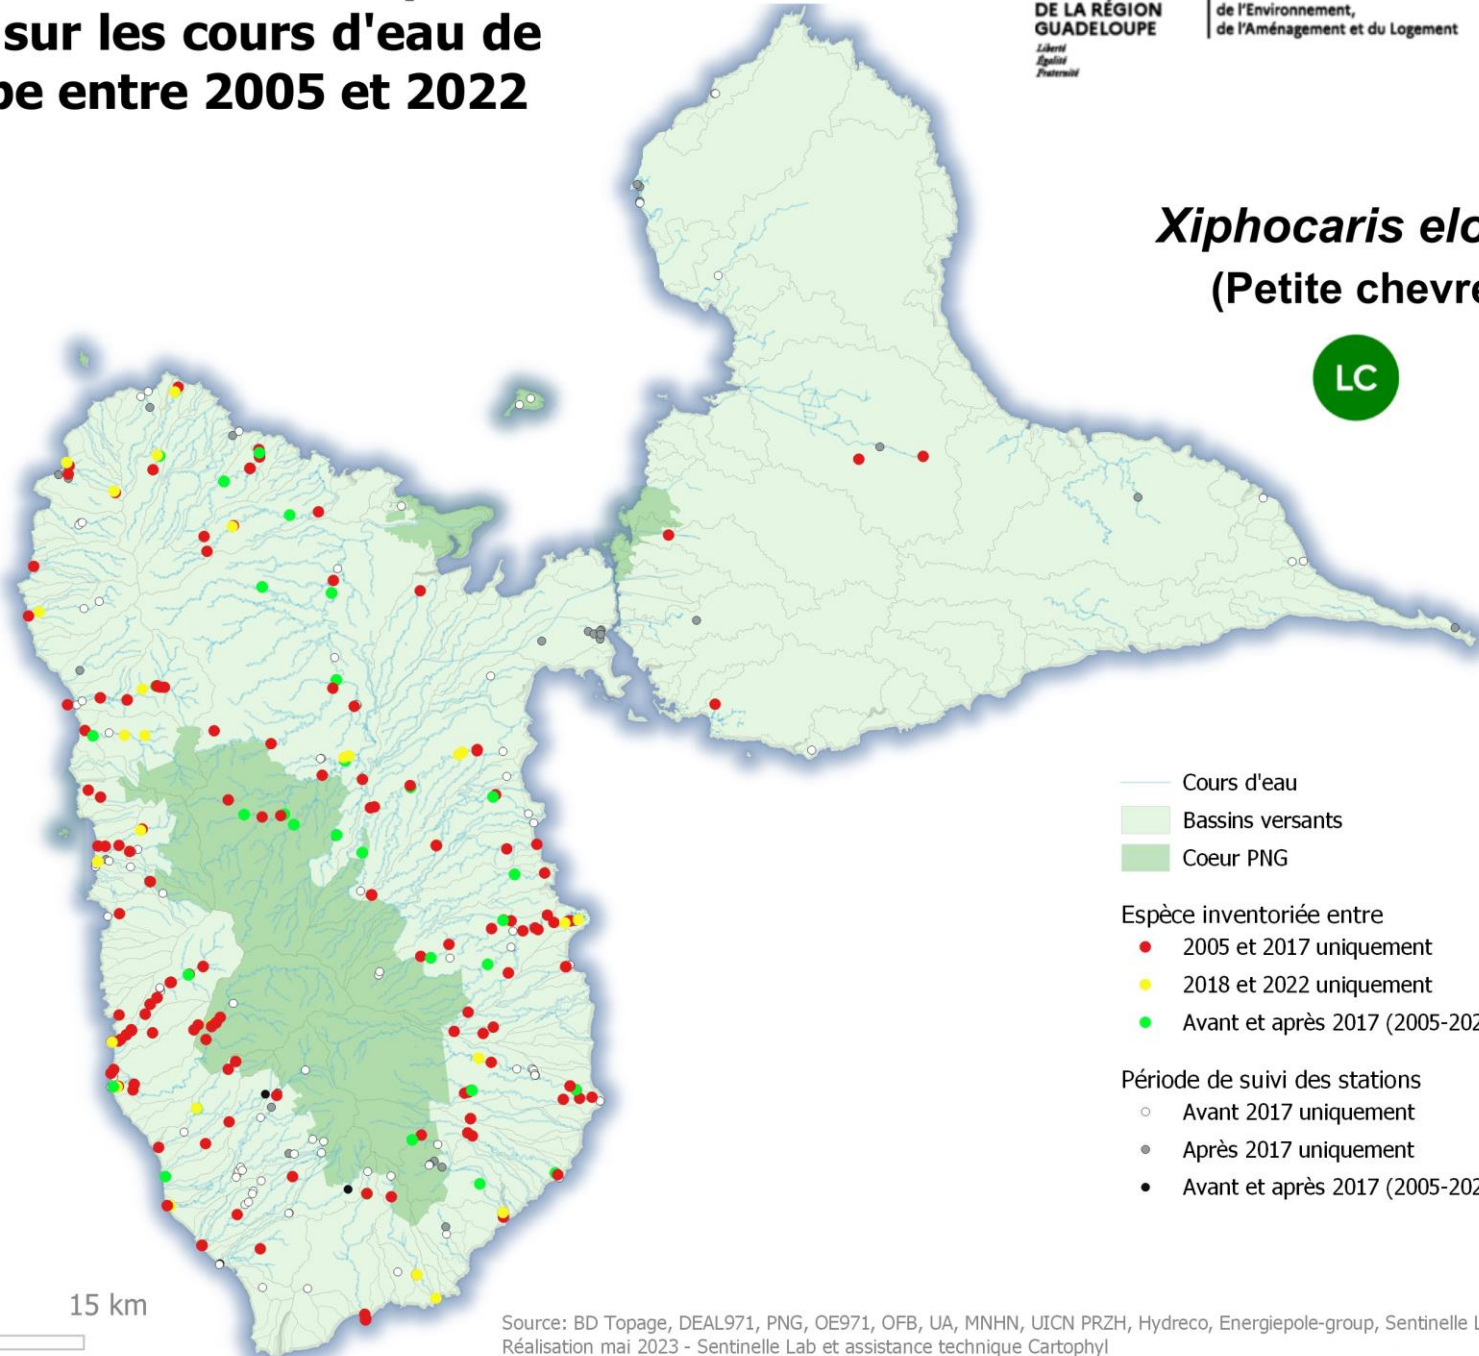 sur les cours d'eau de
pe entre 2005 et 2022
DE LA RÉGION
GUADELOUPE
Liberté
Égalité
Fraternité
de l'Environnement,
de l'Aménagement et du Logement
Xiphocaris elo
(Petite chevre
LC
Cours d'eau
Bassins versants
Coeur PNG
Espèce inventoriée entre
2005 et 2017 uniquement
2018 et 2022 uniquement
Avant et après 2017 (2005-202
Période de suivi des stations
Avant 2017 uniquement
Après 2017 uniquement
Avant et après 2017 (2005-202
15 km
Source: BD Topage, DEAL971, PNG, OE971, OFB, UA, MNHN, UICN PRZH, Hydreco, Energiepole-group, Sentinelle L
Réalisation mai 2023 - Sentinelle Lab et assistance technique Cartophyl